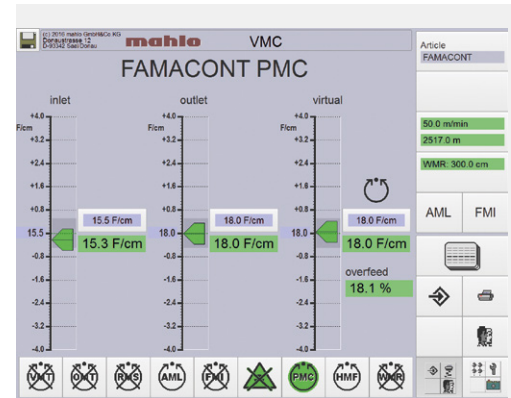 (c) 2010 mahlo GmbH&Co. KG
Donaustrasse 12
D-93342 Saal/Donau
mahlo
VMC
FAMACONT PMC
Article
FAMACONT
50.0 m/min
2517.0 m
WMR: 300.0 cm
AML
FMI
inlet
outlet
virtual
+4.0
F/cm
+3.2
+2.4
+1.6
+0.8
15.5
-0.8
-1.6
-2.4
-3.2
-4.0
15.5 F/cm
15.3 F/cm
+4.0
F/cm
+3.2
+2.4
+1.6
+0.8
18.0
-0.8
-1.6
-2.4
-3.2
-4.0
18.0 F/cm
18.0 F/cm
+4.0
F/cm
+3.2
+2.4
+1.6
+0.8
18.0
-0.8
-1.6
-2.4
-3.2
-4.0
18.0 F/cm
18.0 F/cm
overfeed
18.1 %
VMT
OMT
RMS
AML
FMI
PMC
HMF
WMR